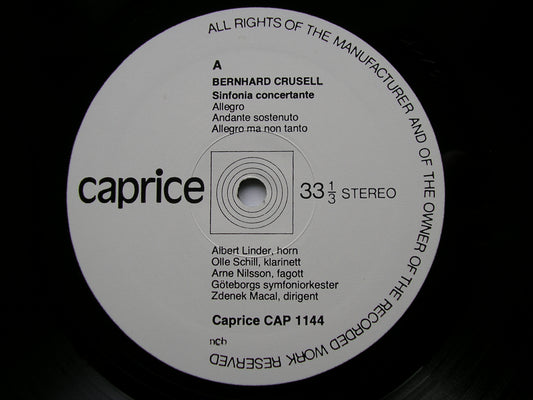 ALL RIGHTS OF THE MANUFACTURER AND OF THE OWNER OF THE RECORDED WORK RESERVED
A
BERNHARD CRUSELL
Sinfonia concertante
Allegro
Andante sostenuto
Allegro ma non tanto
caprice
33 1/3 STEREO
Albert Linder, horn
Olle Schill, klarinett
Arne Nilsson, fagott
Göteborgs symfoniorkester
Zdenek Macal, dirigent
Caprice CAP 1144
ncb